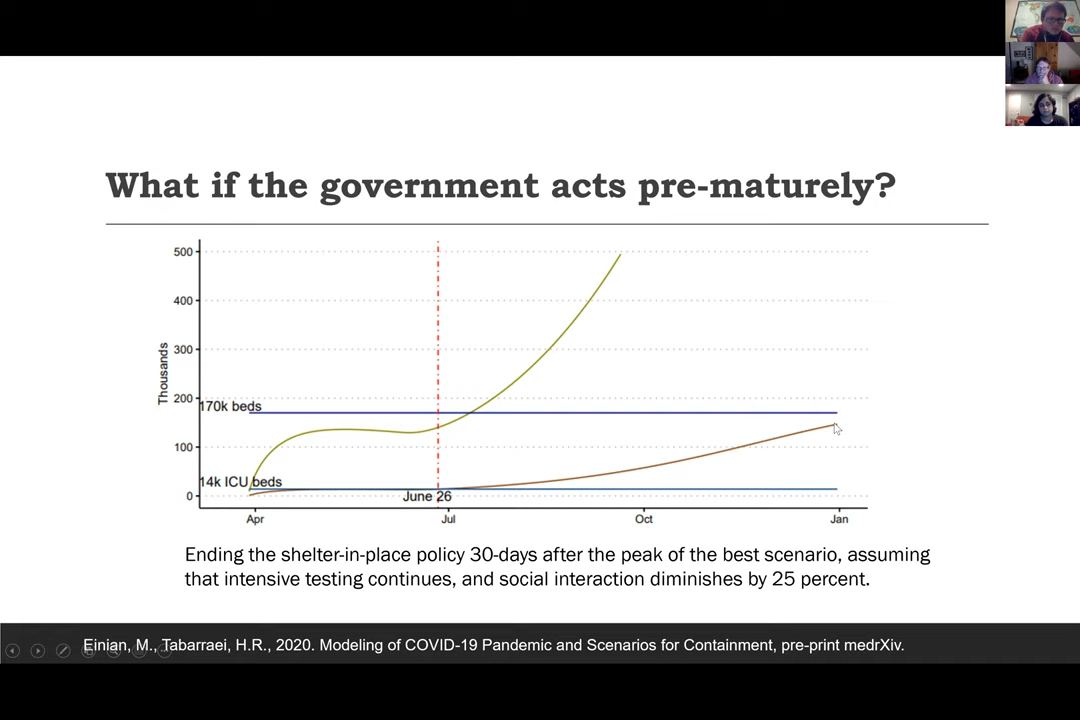 What if the government acts pre-maturely?
500
400
300
Thousands
200
170k beds
100
14k ICU beds
0
June 26
Apr
Jul
Oct
Jan
Ending the shelter-in-place policy 30-days after the peak of the best scenario, assuming
that intensive testing continues, and social interaction diminishes by 25 percent.
Einian, M., Tabarraei, H.R., 2020. Modeling of COVID-19 Pandemic and Scenarios for Containment, pre-print medrXiv.